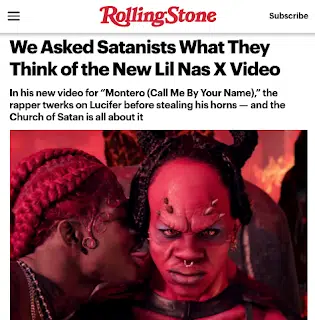 RollingStone
Subscribe
We Asked Satanists What They
Think of the New Lil Nas X Video
In his new video for “Montero (Call Me By Your Name),” the
rapper twerks on Lucifer before stealing his horns — and the
Church of Satan is all about it